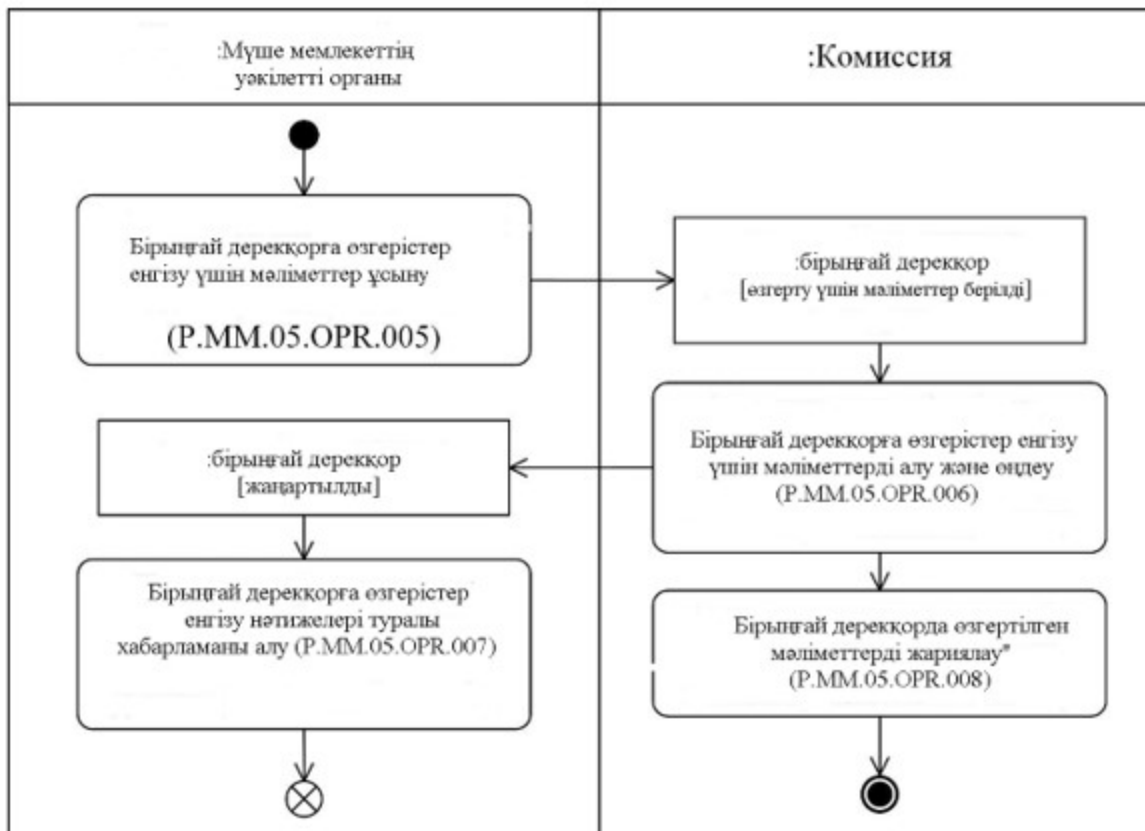 :Мүше мемлекеттің
уәкілетті органы
:Комиссия
Бірыңғай дерекқорға өзгерістер
енгізу үшін мәліметтер ұсыну
(P.MM.05.OPR.005)
:бірыңғай дерекқор
[өзгерту үшін мәліметтер берілді]
Бірыңғай дерекқорға өзгерістер енгізу
үшін мәліметтерді алу және өңдеу
(P.MM.05.OPR.006)
:бірыңғай дерекқор
[жаңартылды]
Бірыңғай дерекқорға өзгерістер
енгізу нәтижелері туралы
хабарламаны алу (P.MM.05.OPR.007)
Бірыңғай дерекқорда өзгертілген
мәліметтерді жариялау"
(P.MM.05.OPR.008)